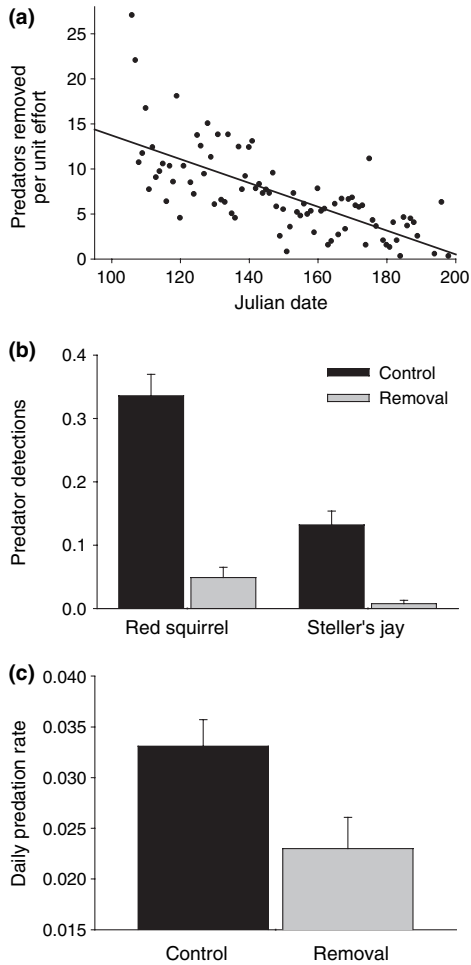 (a)
25
20
15
10
5
0
Predators removed
per unit effort
100 120 140 160 180 200
Julian date
(b)
0.4
0.3
0.2
0.1
0.0
Predator detections
Control
Removal
Red squirrel Steller's jay
(c)
0.040
0.035
0.030
0.025
0.020
0.015
Daily predation rate
Control Removal